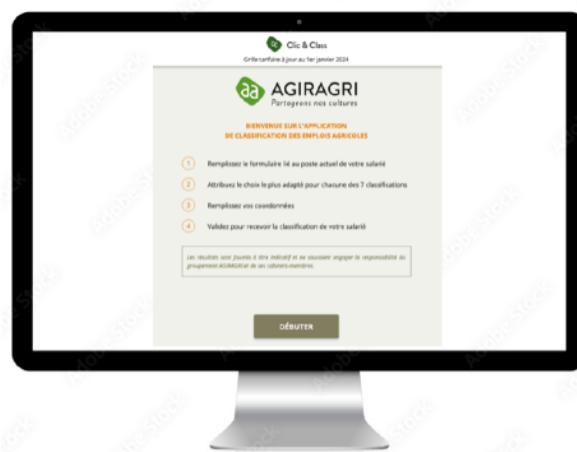 Clic & Class
Grille tarifaire à jour au 1er janvier 2024
AGIRAGRI
Partageons nos cultures
BIENVENUE SUR L'APPLICATION
DE CLASSIFICATION DES EMPLOIS AGRICOLES
1 Remplissez le formulaire lié au poste actuel de votre salarié
2 Attribuez le choix le plus adapté pour chacune des 7 classifications
3 Remplissez vos coordonnées
4 Validez pour recevoir la classification de votre salarié
Les résultats sont fournis à titre indicatif et ne sauraient engager la responsabilité du
groupement AGIRAGRI et de ses cabinets-membres.
DÉBUTER